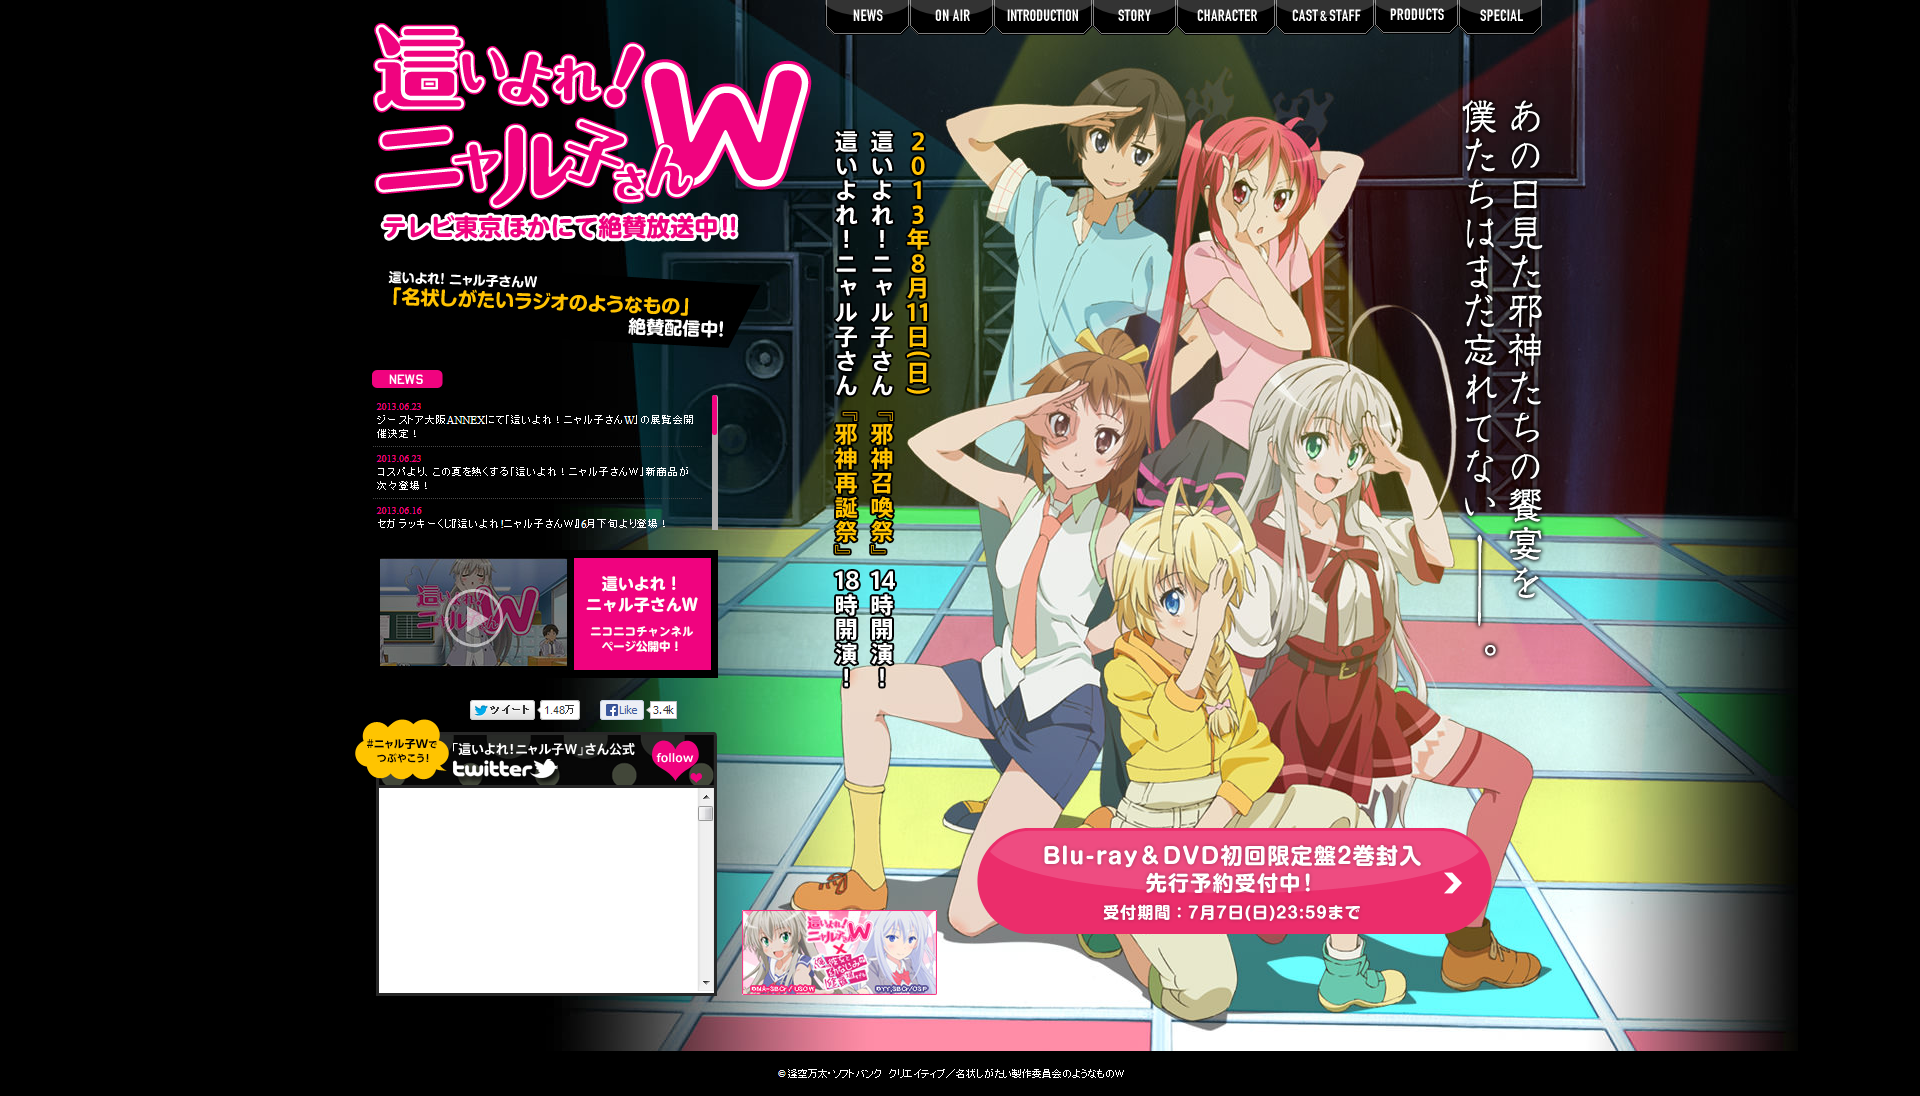 NEWS
ON AIR
INTRODUCTION
STORY
CHARACTER
CAST & STAFF
PRODUCTS
SPECIAL
這いよれ!
ニャル子さんW
テレビ東京ほかにて絶賛放送中!!
這いよれ! ニャル子さんW
「名状しがたいラジオのようなもの」
絶賛配信中!
NEWS
2013.06.23
ジーストア大阪ANNEXにて「這いよれ！ニャル子さんW」の展覧会開
催決定！
2013.06.23
コスパより、この夏を熱くする「這いよれ！ニャル子さんW」新商品が
次々登場！
2013.06.16
セガ ラッキーくじ『這いよれ!ニャル子さんW』6月下旬より登場！
這いよれ!
ニャル子さんW
這いよれ！
ニャル子さんW
ニコニコチャンネル
ページ公開中！
ツイート
1.48万
Like
3.4k
#ニャル子Wで
つぶやこう!
「這いよれ!ニャル子W」さん公式
twitter
follow
2013年8月11日(日)
這いよれ！ニャル子さん『邪神召喚祭』14時開演！
這いよれ！ニャル子さん『邪神再誕祭』18時開演！
あの日見た邪神たちの饗宴を
僕たちはまだ忘れてない――。
Blu-ray＆DVD初回限定盤2巻封入
先行予約受付中!
受付期間：7月7日(日)23:59まで
這いよれ!
ニャル子さんW
×
©MA-SBCr/USOW
©YY,SBCr/OSP
©逢空万太・ソフトバンク クリエイティブ／名状しがたい製作委員会のようなものW